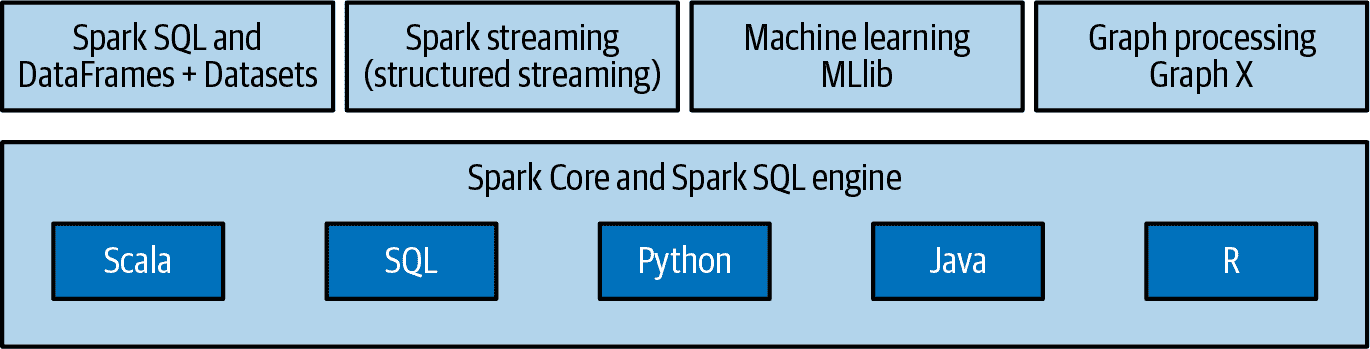 Spark SQL and
DataFrames + Datasets
Spark streaming
(structured streaming)
Machine learning
MLlib
Graph processing
Graph X
Spark Core and Spark SQL engine
Scala
SQL
Python
Java
R